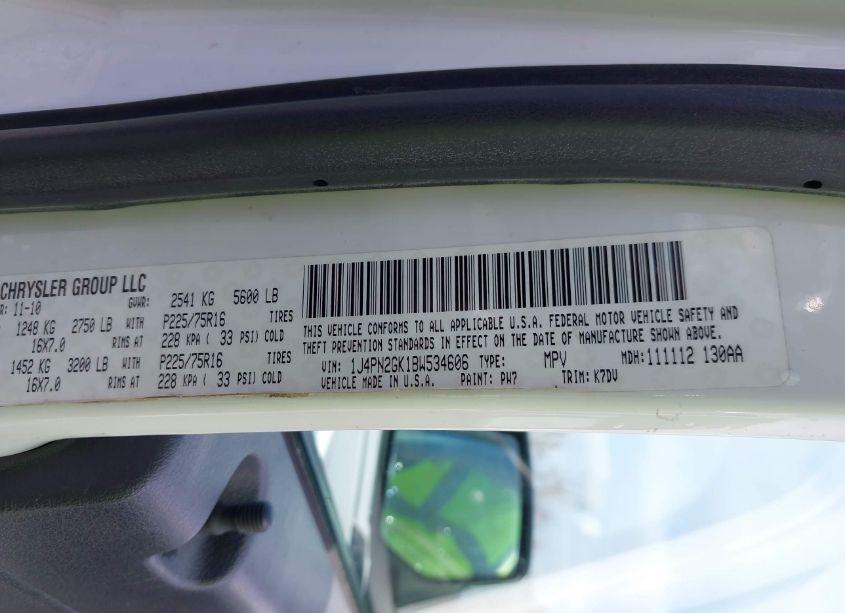 CHRYSLER GROUP LLC
R: 11-10 GVWR: 2541 KG 5600 LB
1248 KG 2750 LB WITH P225/75R16 TIRES
16X7.0 RIMS AT 228 KPA ( 33 PSI) COLD
1452 KG 3200 LB WITH P225/75R16 TIRES
16X7.0 RIMS AT 228 KPA ( 33 PSI) COLD
THIS VEHICLE CONFORMS TO ALL APPLICABLE U.S.A. FEDERAL MOTOR VEHICLE SAFETY AND
THEFT PREVENTION STANDARDS IN EFFECT ON THE DATE OF MANUFACTURE SHOWN ABOVE.
VIN: 1J4PN2GK1BW534606 TYPE: MPV MDH: 111112 130AA
VEHICLE MADE IN U.S.A. PAINT: PW7 TRIM: K7DV